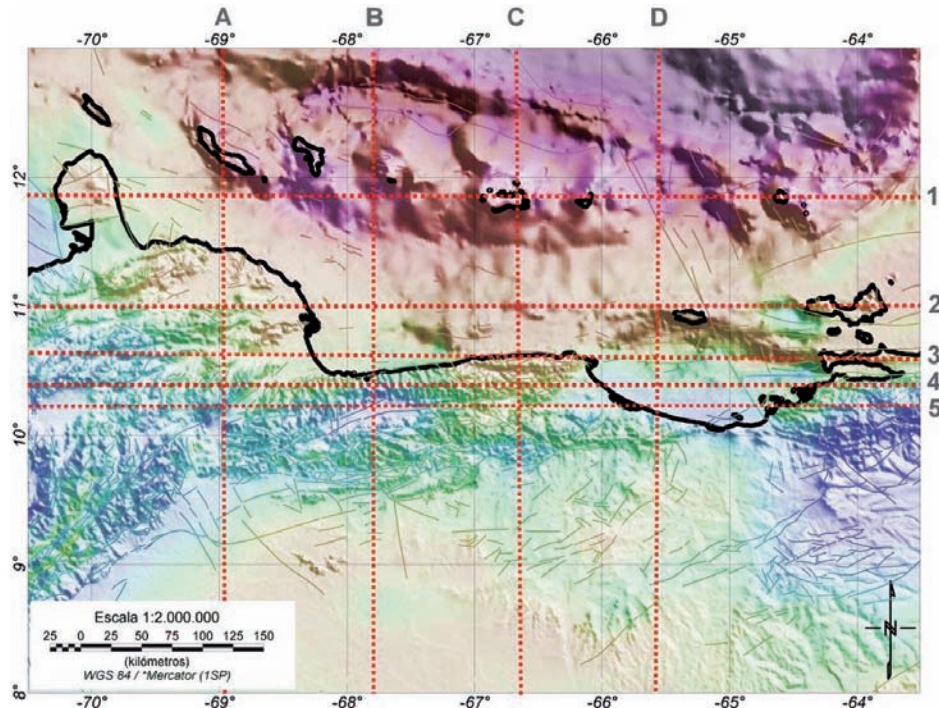 A B C D
-70° -69° -68° -67° -66° -65° -64°
12°
1
11°
2
3
4
5
10°
9°
Escala 1:2.000.000
25 0 25 50 75 100 125 150
(kilómetros)
WGS 84 / *Mercator (1SP)
N
8°
-70° -69° -68° -67° -66° -65° -64°